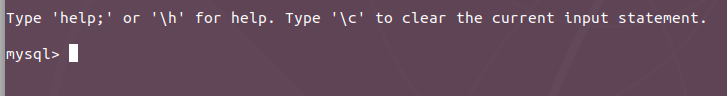 Type 'help;' or '\h' for help. Type '\c' to clear the current input statement.
mysql>